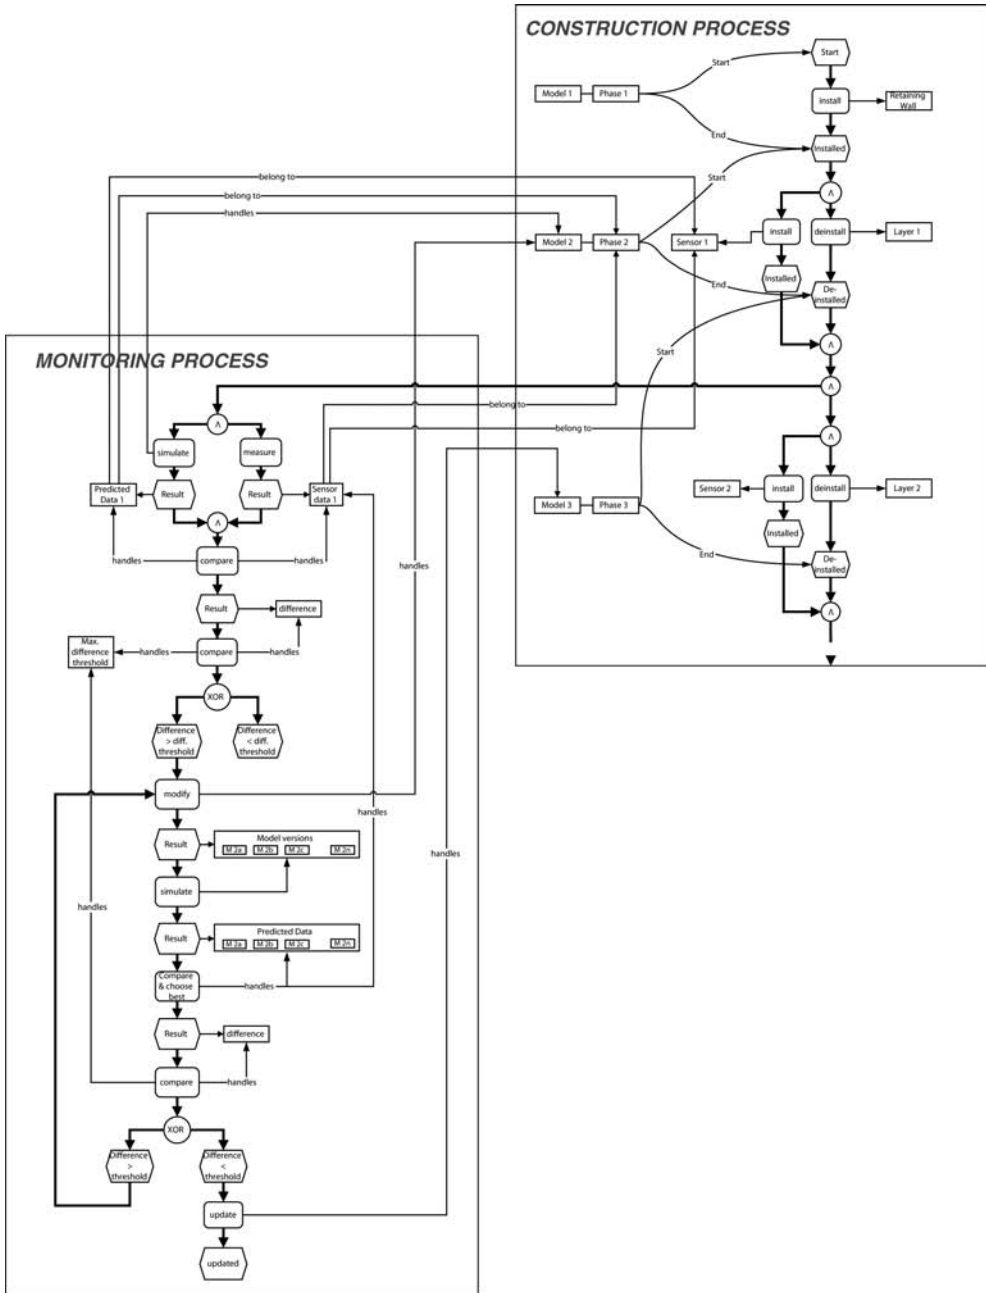 CONSTRUCTION PROCESS
Start
Start
Model 1
Phase 1
install
Retaining
Wall
End
Installed
Start
belong to
belong to
handles
Λ
Model 2
Phase 2
Sensor 1
install
deinstall
Layer 1
Installed
End
De-
installed
Start
Λ
MONITORING PROCESS
Λ
belong to
Λ
belong to
Λ
simulate
measure
Predicted
Data 1
Result
Result
Sensor
data 1
Sensor 2
install
deinstall
Layer 2
Model 3
Phase 3
Λ
Installed
End
De-
installed
handles
compare
handles
handles
Result
difference
Λ
Max.
difference
threshold
handles
compare
handles
XOR
Difference
> diff.
threshold
Difference
< diff.
threshold
modify
handles
Result
Model versions
M 2a
M 2b
M 2c
M 2n
handles
simulate
handles
Result
Predicted Data
M 2a
M 2b
M 2c
M 2n
Compare
& choose
best
handles
Result
difference
compare
handles
XOR
Difference
>
threshold
Difference
<
threshold
update
updated